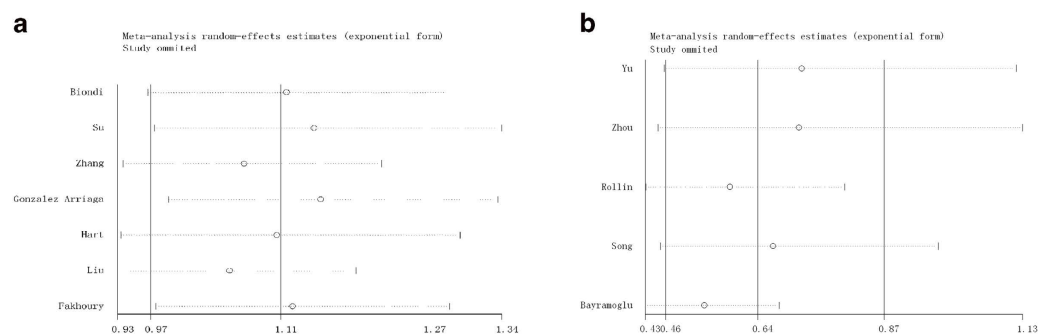 a
Meta-analysis random-effects estimates (exponential form)
Study ommited
Biondi
Su
Zhang
Gonzalez Arriaga
Hart
Liu
Fakhoury
0.93 0.97 1.11 1.27 1.34
b
Meta-analysis random-effects estimates (exponential form)
Study ommited
Yu
Zhou
Rollin
Song
Bayramoglu
0.43 0.46 0.64 0.87 1.13